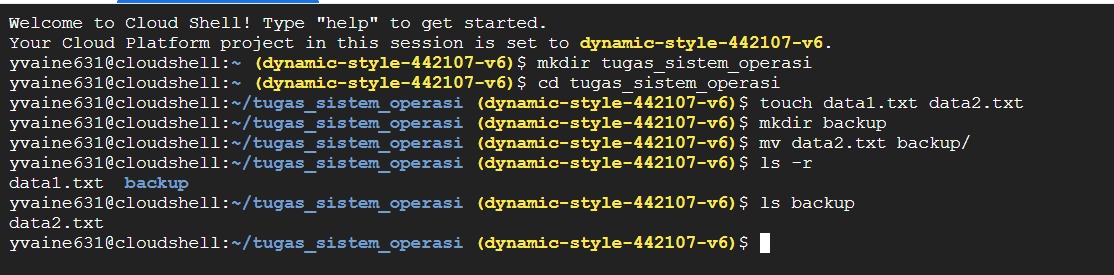 Welcome to Cloud Shell! Type "help" to get started.
Your Cloud Platform project in this session is set to dynamic-style-442107-v6.
yvaine631@cloudshell:~ (dynamic-style-442107-v6)$ mkdir tugas_sistem_operasi
yvaine631@cloudshell:~ (dynamic-style-442107-v6)$ cd tugas_sistem_operasi
yvaine631@cloudshell:~/tugas_sistem_operasi (dynamic-style-442107-v6)$ touch data1.txt data2.txt
yvaine631@cloudshell:~/tugas_sistem_operasi (dynamic-style-442107-v6)$ mkdir backup
yvaine631@cloudshell:~/tugas_sistem_operasi (dynamic-style-442107-v6)$ mv data2.txt backup/
yvaine631@cloudshell:~/tugas_sistem_operasi (dynamic-style-442107-v6)$ ls -r
data1.txt  backup
yvaine631@cloudshell:~/tugas_sistem_operasi (dynamic-style-442107-v6)$ ls backup
data2.txt
yvaine631@cloudshell:~/tugas_sistem_operasi (dynamic-style-442107-v6)$